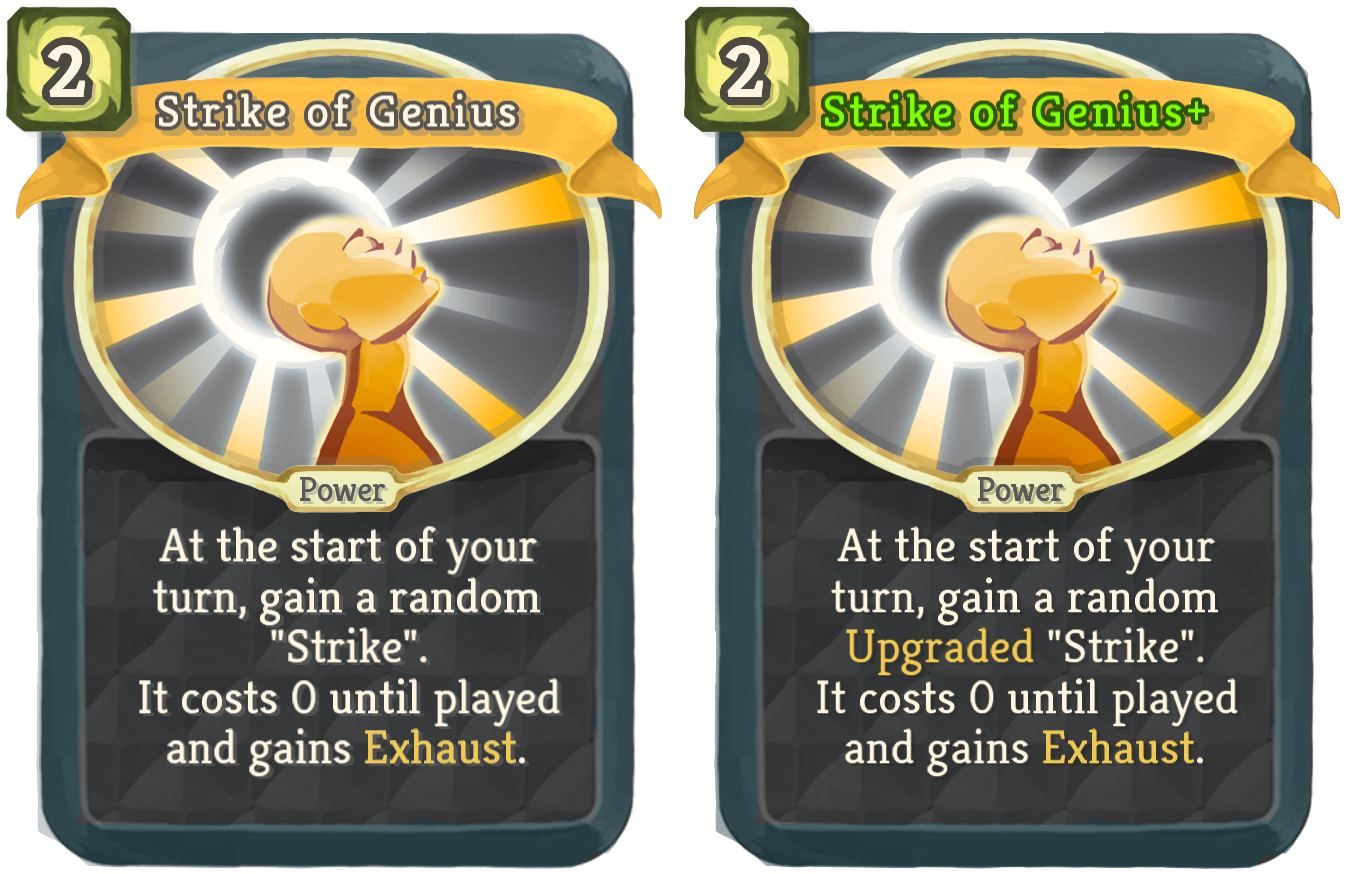 2
Strike of Genius
Power
At the start of your
turn, gain a random
"Strike".
It costs 0 until played
and gains Exhaust.
2
Strike of Genius+
Power
At the start of your
turn, gain a random
Upgraded "Strike".
It costs 0 until played
and gains Exhaust.